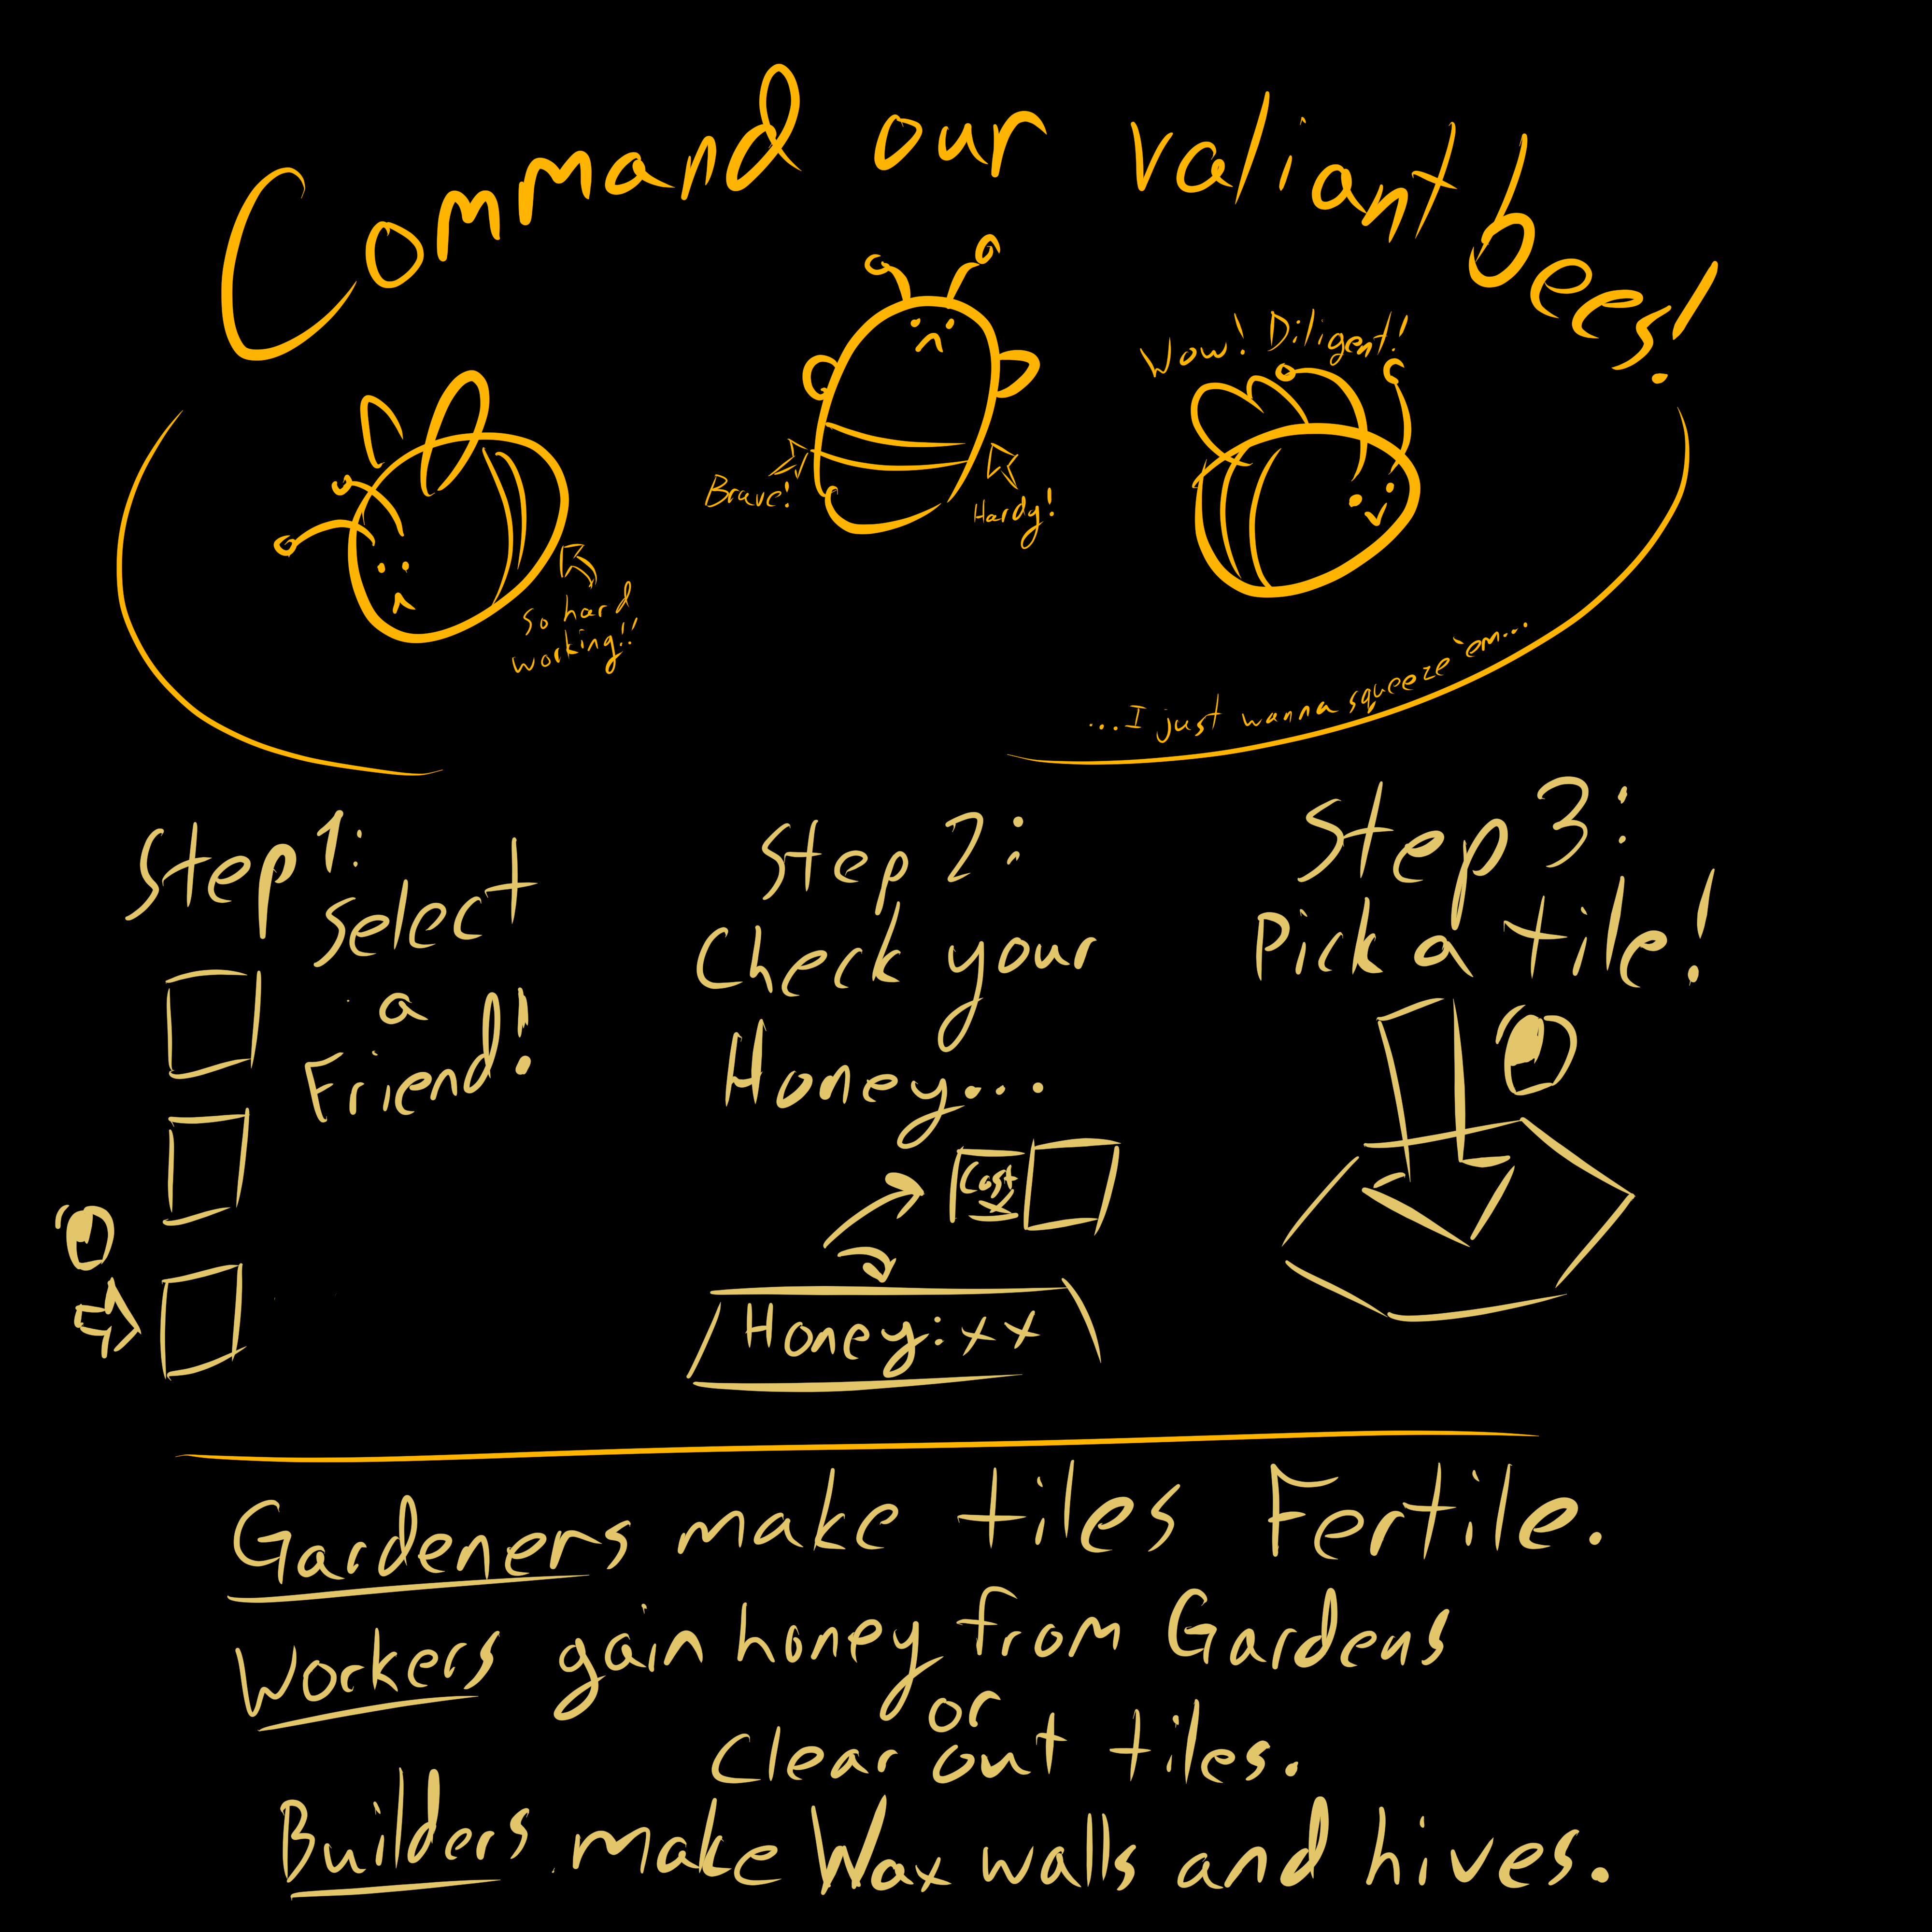 Command our valiant bees!
Wow! Diligent!
Brave!
Hardy!
So hard
working!!
...I just wanna squeeze 'em...
Step 1:
Select
a
Friend!
Step 2:
Check your
Honey...
Cost
Honey: xx
Step 3:
Pick a tile!
Gardeners make tiles Fertile.
Workers gain honey from Gardens
or
Clear out tiles.
Builders make Wax walls and hives.